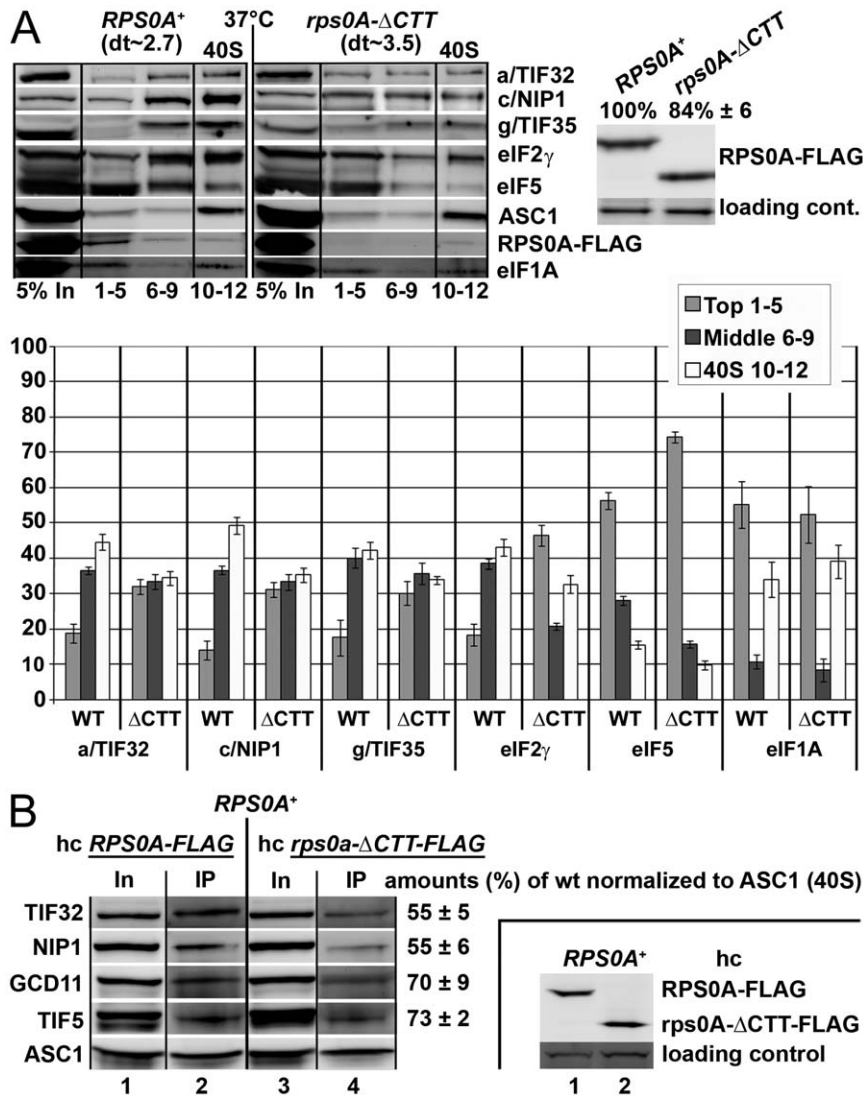 A
RPS0A⁺ 37°C rps0A-ΔCTT
(dt~2.7) 40S (dt~3.5) 40S
a/TIF32
c/NIP1
g/TIF35
eIF2γ
eIF5
ASC1
RPS0A-FLAG
eIF1A
5% In 1-5 6-9 10-12 5% In 1-5 6-9 10-12
RPS0A⁺ rps0A-ΔCTT
100% 84% ± 6
RPS0A-FLAG
loading cont.
Top 1-5
Middle 6-9
40S 10-12
100
90
80
70
60
50
40
30
20
10
0
WT ΔCTT WT ΔCTT WT ΔCTT WT ΔCTT WT ΔCTT WT ΔCTT
a/TIF32 c/NIP1 g/TIF35 eIF2γ eIF5 eIF1A
B
RPS0A⁺
hc RPS0A-FLAG hc rps0a-ΔCTT-FLAG
In IP In IP amounts (%) of wt normalized to ASC1 (40S)
TIF32 55 ± 5
NIP1 55 ± 6
GCD11 70 ± 9
TIF5 73 ± 2
ASC1
1 2 3 4
RPS0A⁺ hc
RPS0A-FLAG
rps0A-ΔCTT-FLAG
loading control
1 2